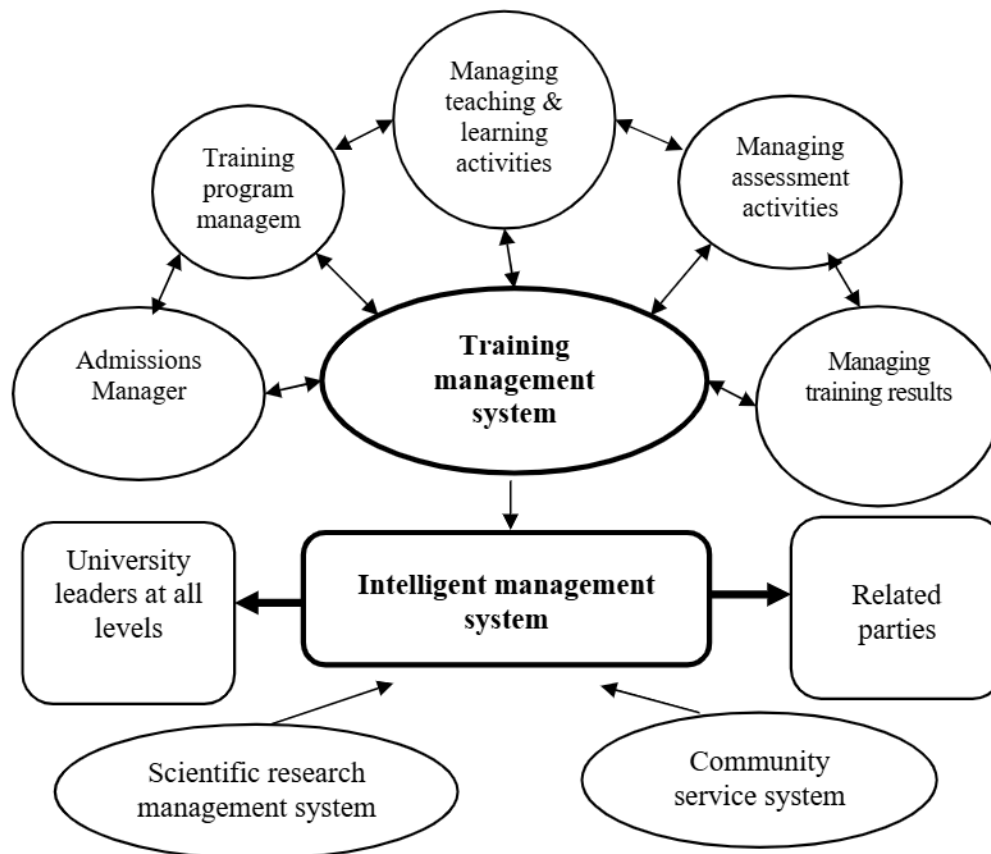 Managing
teaching &
learning
activities
Training
program
managem
Managing
assessment
activities
Admissions
Manager
Training
management
system
Managing
training results
University
leaders at all
levels
Intelligent management
system
Related
parties
Scientific research
management system
Community
service system